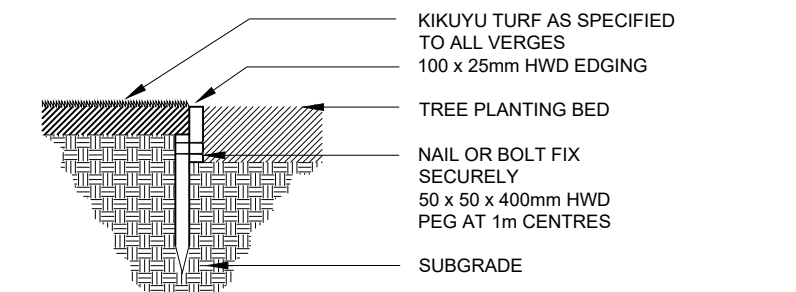 KIKUYU TURF AS SPECIFIED
TO ALL VERGES
100 x 25mm HWD EDGING
TREE PLANTING BED
NAIL OR BOLT FIX
SECURELY
50 x 50 x 400mm HWD
PEG AT 1m CENTRES
SUBGRADE